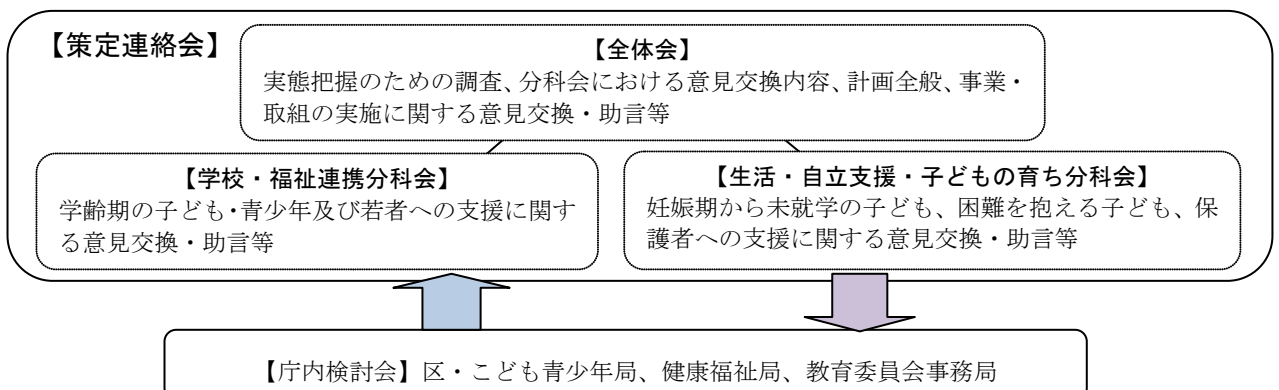 【策定連絡会】
【全体会】
実態把握のための調査、分科会における意見交換内容、計画全般、事業・
取組の実施に関する意見交換・助言等
【学校・福祉連携分科会】
学齢期の子ども・青少年及び若者への支援に関す
る意見交換・助言等
【生活・自立支援・子どもの育ち分科会】
妊娠期から未就学の子ども、困難を抱える子ども、保
護者への支援に関する意見交換・助言等
【庁内検討会】区・こども青少年局、健康福祉局、教育委員会事務局